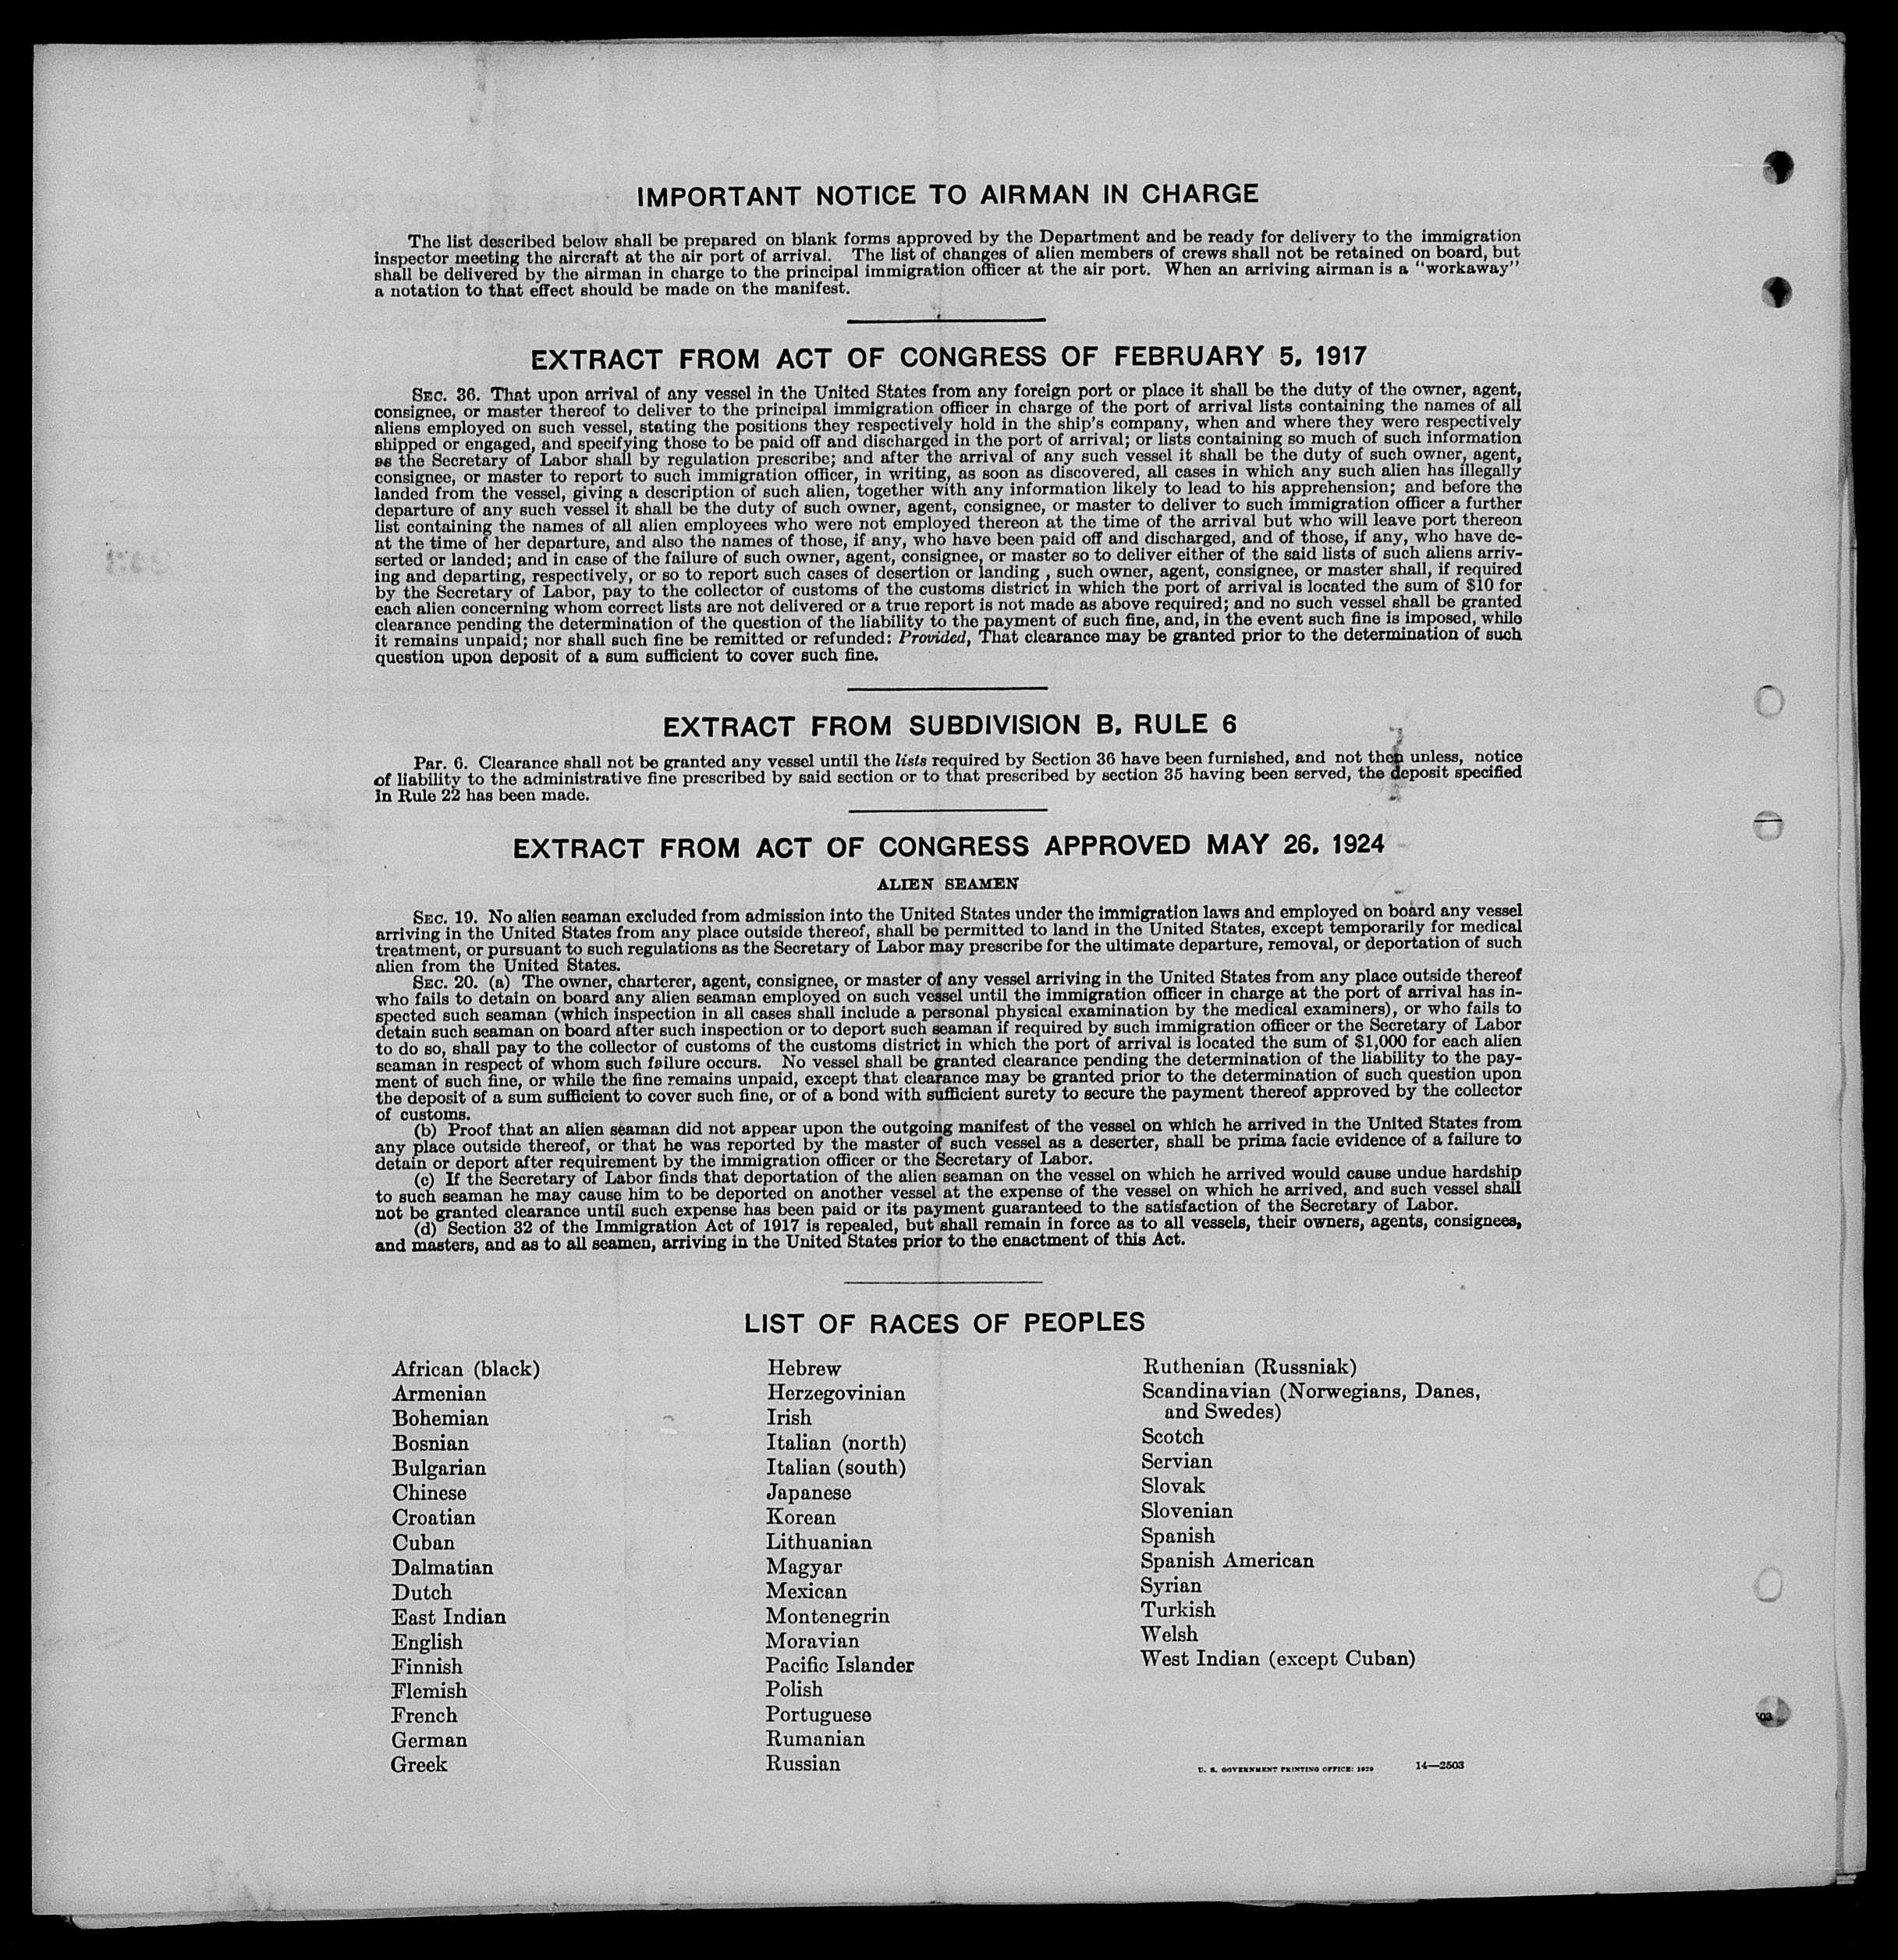 IMPORTANT NOTICE TO AIRMAN IN CHARGE
The list described below shall be prepared on blank forms approved by the Department and be ready for delivery to the immigration
inspector meeting the aircraft at the air port of arrival. The list of changes of alien members of crews shall not be retained on board, but
shall be delivered by the airman in charge to the principal immigration officer at the air port. When an arriving airman is a "workaway"
a notation to that effect should be made on the manifest.
EXTRACT FROM ACT OF CONGRESS OF FEBRUARY 5, 1917
SEC. 36. That upon arrival of any vessel in the United States from any foreign port or place it shall be the duty of the owner, agent,
consignee, or master thereof to deliver to the principal immigration officer in charge of the port of arrival lists containing the names of all
aliens employed on such vessel, stating the positions they respectively hold in the ship's company, when and where they were respectively
shipped or engaged, and specifying those to be paid off and discharged in the port of arrival; or lists containing so much of such information
as the Secretary of Labor shall by regulation prescribe; and after the arrival of any such vessel it shall be the duty of such owner, agent,
consignee, or master to report to such immigration officer, in writing, as soon as discovered, all cases in which any such alien has illegally
landed from the vessel, giving a description of such alien, together with any information likely to lead to his apprehension; and before the
departure of any such vessel it shall be the duty of such owner, agent, consignee, or master to deliver to such immigration officer a further
list containing the names of all alien employees who were not employed thereon at the time of the arrival but who will leave port thereon
at the time of her departure, and also the names of those, if any, who have been paid off and discharged, and of those, if any, who have de-
serted or landed; and in case of the failure of such owner, agent, consignee, or master so to deliver either of the said lists of such aliens arriv-
ing and departing, respectively, or so to report such cases of desertion or landing , such owner, agent, consignee, or master shall, if required
by the Secretary of Labor, pay to the collector of customs of the customs district in which the port of arrival is located the sum of $10 for
each alien concerning whom correct lists are not delivered or a true report is not made as above required; and no such vessel shall be granted
clearance pending the determination of the question of the liability to the payment of such fine, and, in the event such fine is imposed, while
it remains unpaid; nor shall such fine be remitted or refunded: Provided, That clearance may be granted prior to the determination of such
question upon deposit of a sum sufficient to cover such fine.
EXTRACT FROM SUBDIVISION B, RULE 6
Par. 6. Clearance shall not be granted any vessel until the lists required by Section 36 have been furnished, and not then unless, notice
of liability to the administrative fine prescribed by said section or to that prescribed by section 35 having been served, the deposit specified
in Rule 22 has been made.
EXTRACT FROM ACT OF CONGRESS APPROVED MAY 26, 1924
ALIEN SEAMEN
SEC. 19. No alien seaman excluded from admission into the United States under the immigration laws and employed on board any vessel
arriving in the United States from any place outside thereof, shall be permitted to land in the United States, except temporarily for medical
treatment, or pursuant to such regulations as the Secretary of Labor may prescribe for the ultimate departure, removal, or deportation of such
alien from the United States.
SEC. 20. (a) The owner, charterer, agent, consignee, or master of any vessel arriving in the United States from any place outside thereof
who fails to detain on board any alien seaman employed on such vessel until the immigration officer in charge at the port of arrival has in-
spected such seaman (which inspection in all cases shall include a personal physical examination by the medical examiners), or who fails to
detain such seaman on board after such inspection or to deport such seaman if required by such immigration officer or the Secretary of Labor
to do so, shall pay to the collector of customs of the customs district in which the port of arrival is located the sum of $1,000 for each alien
seaman in respect of whom such failure occurs. No vessel shall be granted clearance pending the determination of the liability to the pay-
ment of such fine, or while the fine remains unpaid, except that clearance may be granted prior to the determination of such question upon
the deposit of a sum sufficient to cover such fine, or of a bond with sufficient surety to secure the payment thereof approved by the collector
of customs.
(b) Proof that an alien seaman did not appear upon the outgoing manifest of the vessel on which he arrived in the United States from
any place outside thereof, or that he was reported by the master of such vessel as a deserter, shall be prima facie evidence of a failure to
detain or deport after requirement by the immigration officer or the Secretary of Labor.
(c) If the Secretary of Labor finds that deportation of the alien seaman on the vessel on which he arrived would cause undue hardship
to such seaman he may cause him to be deported on another vessel at the expense of the vessel on which he arrived, and such vessel shall
not be granted clearance until such expense has been paid or its payment guaranteed to the satisfaction of the Secretary of Labor.
(d) Section 32 of the Immigration Act of 1917 is repealed, but shall remain in force as to all vessels, their owners, agents, consignees,
and masters, and as to all seamen, arriving in the United States prior to the enactment of this Act.
LIST OF RACES OF PEOPLES
African (black)
Armenian
Bohemian
Bosnian
Bulgarian
Chinese
Croatian
Cuban
Dalmatian
Dutch
East Indian
English
Finnish
Flemish
French
German
Greek
Hebrew
Herzegovinian
Irish
Italian (north)
Italian (south)
Japanese
Korean
Lithuanian
Magyar
Mexican
Montenegrin
Moravian
Pacific Islander
Polish
Portuguese
Rumanian
Russian
Ruthenian (Russniak)
Scandinavian (Norwegians, Danes,
and Swedes)
Scotch
Servian
Slovak
Slovenian
Spanish
Spanish American
Syrian
Turkish
Welsh
West Indian (except Cuban)
U. S. GOVERNMENT PRINTING OFFICE: 1929 14—2503